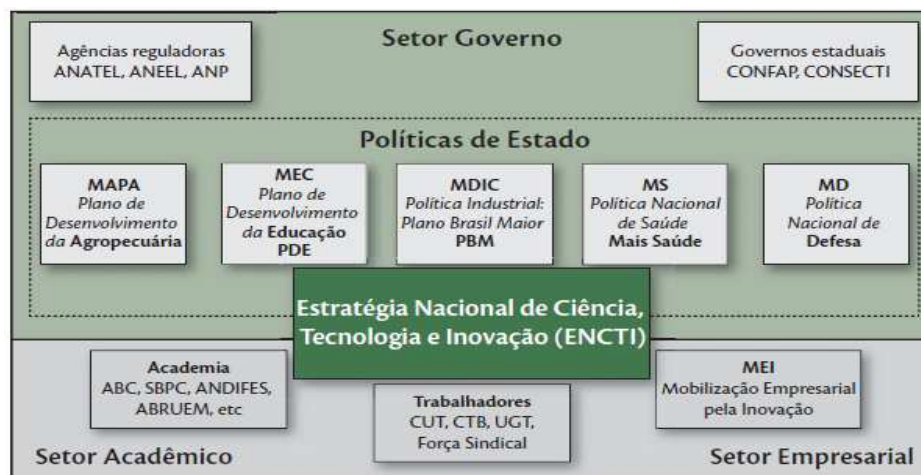 Setor Governo
Agências reguladoras
ANATEL, ANEEL, ANP
Governos estaduais
CONFAP, CONSECTI
Políticas de Estado
MAPA
Plano de
Desenvolvimento
da Agropecuária
MEC
Plano de
Desenvolvimento
da Educação
PDE
MDIC
Política Industrial:
Plano Brasil Maior
PBM
MS
Política Nacional
de Saúde
Mais Saúde
MD
Política
Nacional de
Defesa
Estratégia Nacional de Ciência,
Tecnologia e Inovação (ENCTI)
Academia
ABC, SBPC, ANDIFES,
ABRUEM, etc
Trabalhadores
CUT, CTB, UGT,
Força Sindical
MEI
Mobilização Empresarial
pela Inovação
Setor Acadêmico
Setor Empresarial